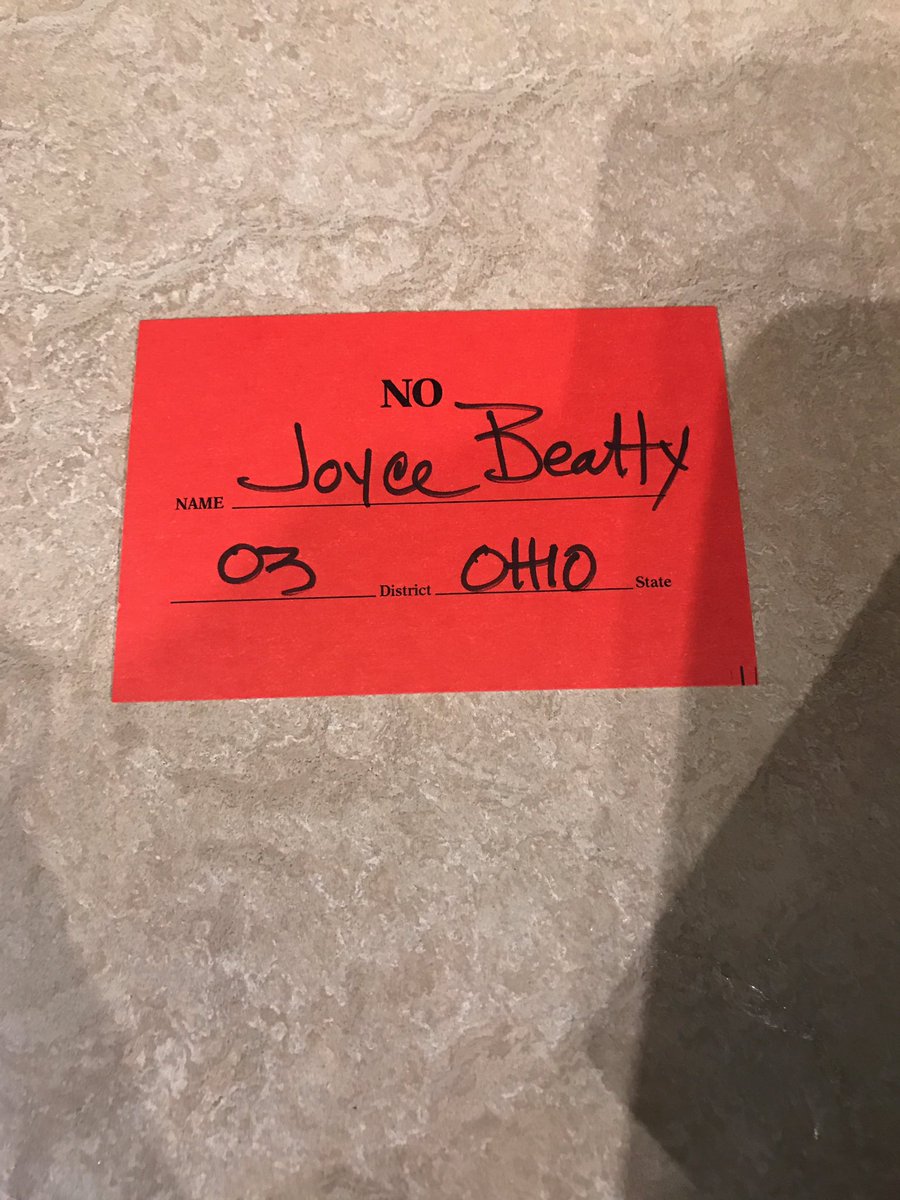 NO
NAME Joyce Beatty
03 District OHIO State